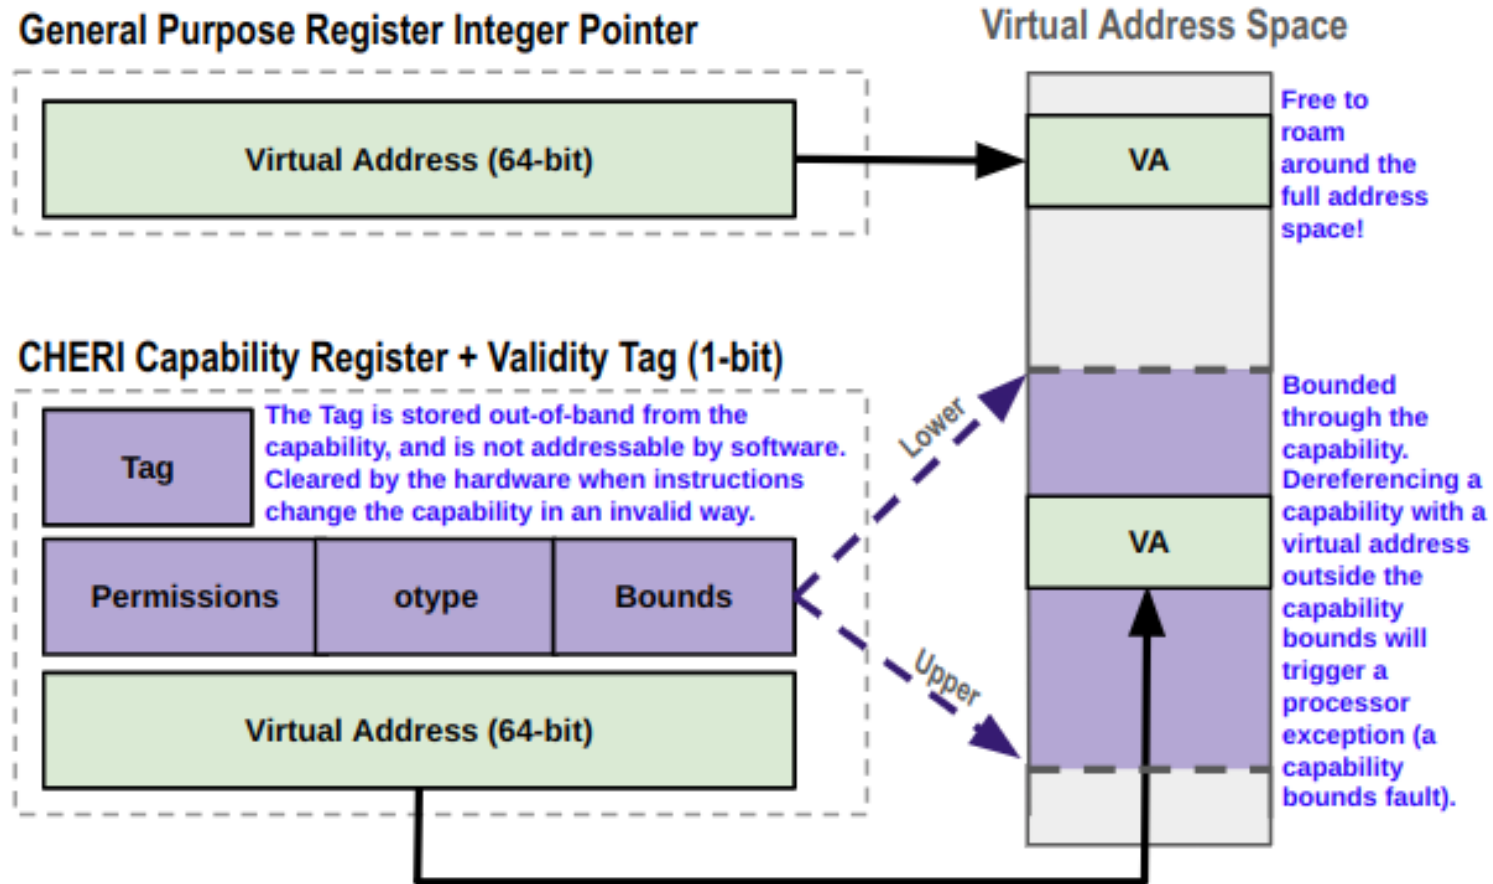 General Purpose Register Integer Pointer
Virtual Address Space
Virtual Address (64-bit)
VA
Free to
roam
around the
full address
space!
CHERI Capability Register + Validity Tag (1-bit)
Tag
The Tag is stored out-of-band from the
capability, and is not addressable by software.
Cleared by the hardware when instructions
change the capability in an invalid way.
Permissions
otype
Bounds
Virtual Address (64-bit)
Lower
Upper
VA
Bounded
through the
capability.
Dereferencing a
capability with a
virtual address
outside the
capability
bounds will
trigger a
processor
exception (a
capability
bounds fault).